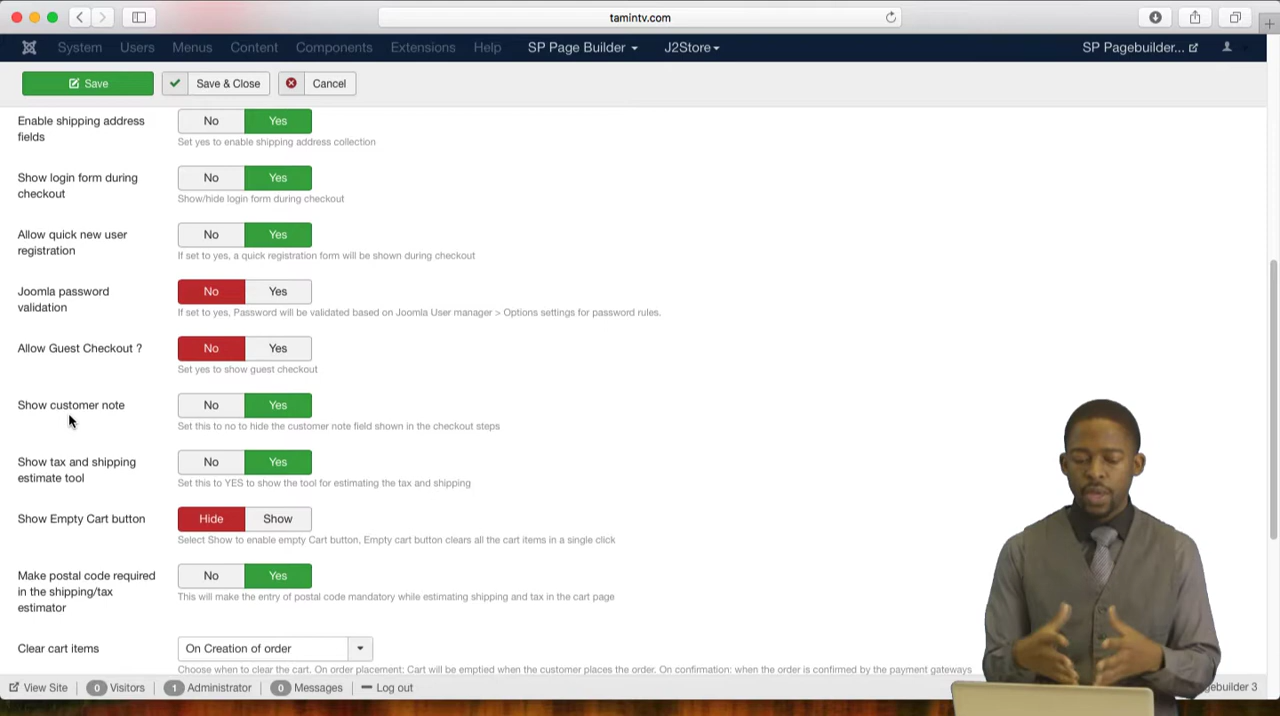 tamintv.com
System Users Menus Content Components Extensions Help SP Page Builder J2Store SP Pagebuilder...
Save Save & Close Cancel
Enable shipping address fields
No Yes
Set yes to enable shipping address collection
Show login form during checkout
No Yes
Show/hide login form during checkout
Allow quick new user registration
No Yes
If set to yes, a quick registration form will be shown during checkout
Joomla password validation
No Yes
If set to yes, Password will be validated based on Joomla User manager > Options settings for password rules.
Allow Guest Checkout ?
No Yes
Set yes to show guest checkout
Show customer note
No Yes
Set this to no to hide the customer note field shown in the checkout steps
Show tax and shipping estimate tool
No Yes
Set this to YES to show the tool for estimating the tax and shipping
Show Empty Cart button
Hide Show
Select Show to enable empty Cart button, Empty cart button clears all the cart items in a single click
Make postal code required in the shipping/tax estimator
No Yes
This will make the entry of postal code mandatory while estimating shipping and tax in the cart page
Clear cart items
On Creation of order
Choose when to clear the cart. On order placement: Cart will be emptied when the customer places the order. On confirmation: when the order is confirmed by the payment gateways
View Site 0 Visitors 1 Administrator 0 Messages Log out gebuilder 3